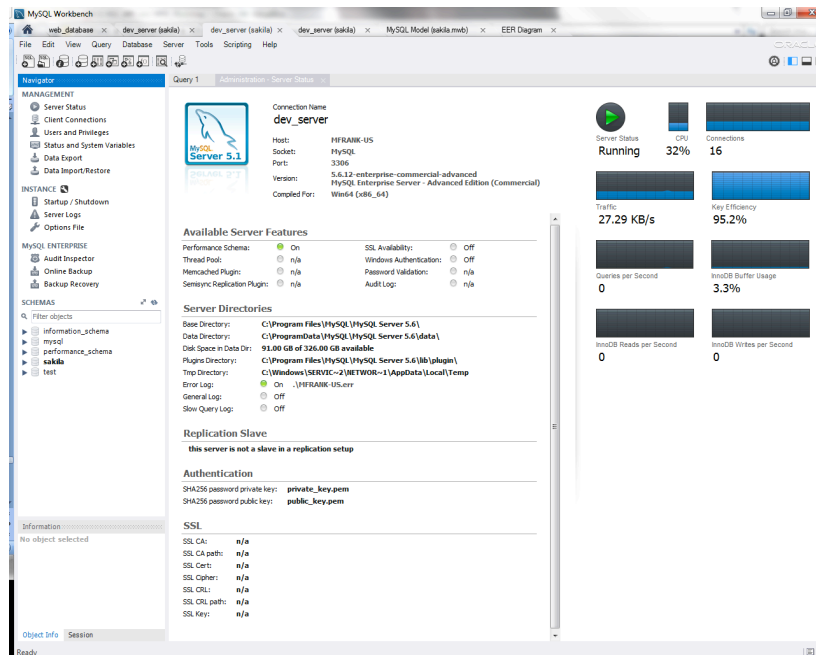 MySQL Workbench
web_database × dev_server (sakila) × dev_server (sakila) × dev_server (sakila) × MySQL Model (sakila.mwb) × EER Diagram ×
File Edit View Query Database Server Tools Scripting Help
ORACLE
Navigator
MANAGEMENT
Server Status
Client Connections
Users and Privileges
Status and System Variables
Data Export
Data Import/Restore
INSTANCE
Startup / Shutdown
Server Logs
Options File
MySQL ENTERPRISE
Audit Inspector
Online Backup
Backup Recovery
SCHEMAS
Filter objects
information_schema
mysql
performance_schema
sakila
test
Information
No object selected
Object Info Session
Ready
Query 1 Administration - Server Status ×
MySQL
Server 5.1
Connection Name
dev_server
Host: MFRANK-US
Socket: MySQL
Port: 3306
Version: 5.6.12-enterprise-commercial-advanced
MySQL Enterprise Server - Advanced Edition (Commercial)
Compiled For: Win64 (x86_64)
Available Server Features
Performance Schema: On SSL Availability: Off
Thread Pool: n/a Windows Authentication: Off
Memcached Plugin: n/a Password Validation: n/a
Semisync Replication Plugin: n/a Audit Log: n/a
Server Directories
Base Directory: C:\Program Files\MySQL\MySQL Server 5.6\
Data Directory: C:\ProgramData\MySQL\MySQL Server 5.6\data\
Disk Space in Data Dir: 91.00 GB of 326.00 GB available
Plugins Directory: C:\Program Files\MySQL\MySQL Server 5.6\lib\plugin\
Tmp Directory: C:\Windows\SERVIC~2\NETWOR~1\AppData\Local\Temp
Error Log: On .\MFRANK-US.err
General Log: Off
Slow Query Log: Off
Replication Slave
this server is not a slave in a replication setup
Authentication
SHA256 password private key: private_key.pem
SHA256 password public key: public_key.pem
SSL
SSL CA: n/a
SSL CA path: n/a
SSL Cert: n/a
SSL Cipher: n/a
SSL CRL: n/a
SSL CRL path: n/a
SSL Key: n/a
Server Status CPU Connections
Running 32% 16
Traffic Key Efficiency
27.29 KB/s 95.2%
Queries per Second InnoDB Buffer Usage
0 3.3%
InnoDB Reads per Second InnoDB Writes per Second
0 0